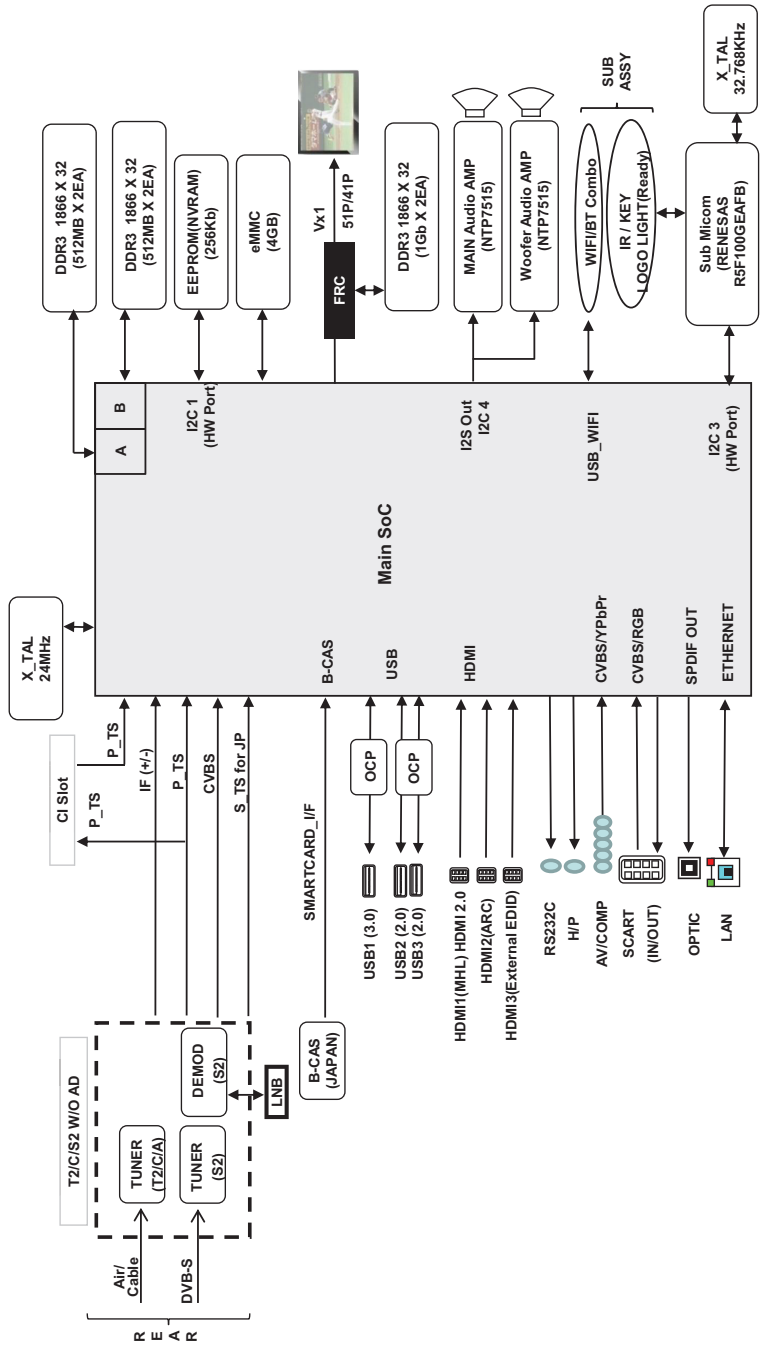 R
E
A
R
Air/
Cable
DVB-S
T2/C/S2 W/O AD
TUNER
(T2/C/A)
TUNER
(S2)
DEMOD
(S2)
LNB
CI Slot
P_TS
P_TS
IF (+/-)
P_TS
CVBS
S_TS for JP
X_TAL
24MHz
B-CAS
(JAPAN)
SMARTCARD_I/F
B-CAS
USB1 (3.0)
OCP
USB2 (2.0)
USB3 (2.0)
OCP
USB
HDMI1(MHL) HDMI 2.0
HDMI2(ARC)
HDMI3(External EDID)
HDMI
RS232C
H/P
AV/COMP
CVBS/YPbPr
SCART
(IN/OUT)
CVBS/RGB
OPTIC
SPDIF OUT
LAN
ETHERNET
Main SoC
A
B
DDR3 1866 X 32
(512MB X 2EA)
DDR3 1866 X 32
(512MB X 2EA)
I2C 1
(HW Port)
EEPROM(NVRAM)
(256Kb)
eMMC
(4GB)
FRC
Vx1
51P/41P
DDR3 1866 X 32
(1Gb X 2EA)
I2S Out
I2C 4
MAIN Audio AMP
(NTP7515)
Woofer Audio AMP
(NTP7515)
USB_WIFI
WIFI/BT Combo
IR / KEY
LOGO LIGHT(Ready)
SUB
ASSY
I2C 3
(HW Port)
Sub Micom
(RENESAS
R5F100GEAFB)
X_TAL
32.768KHz